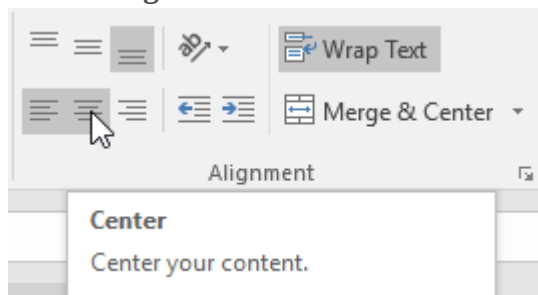 Wrap Text
Merge & Center
Alignment
Center
Center your content.